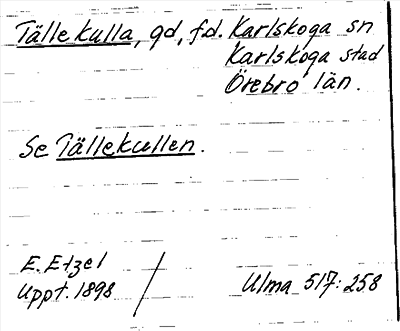 Tällekulla, gd, fd. Karlskoga sn
Karlskoga stad
Örebro län.
Se Tällekullen.
E. Etzel
Uppt. 1898
Ulma 517:258